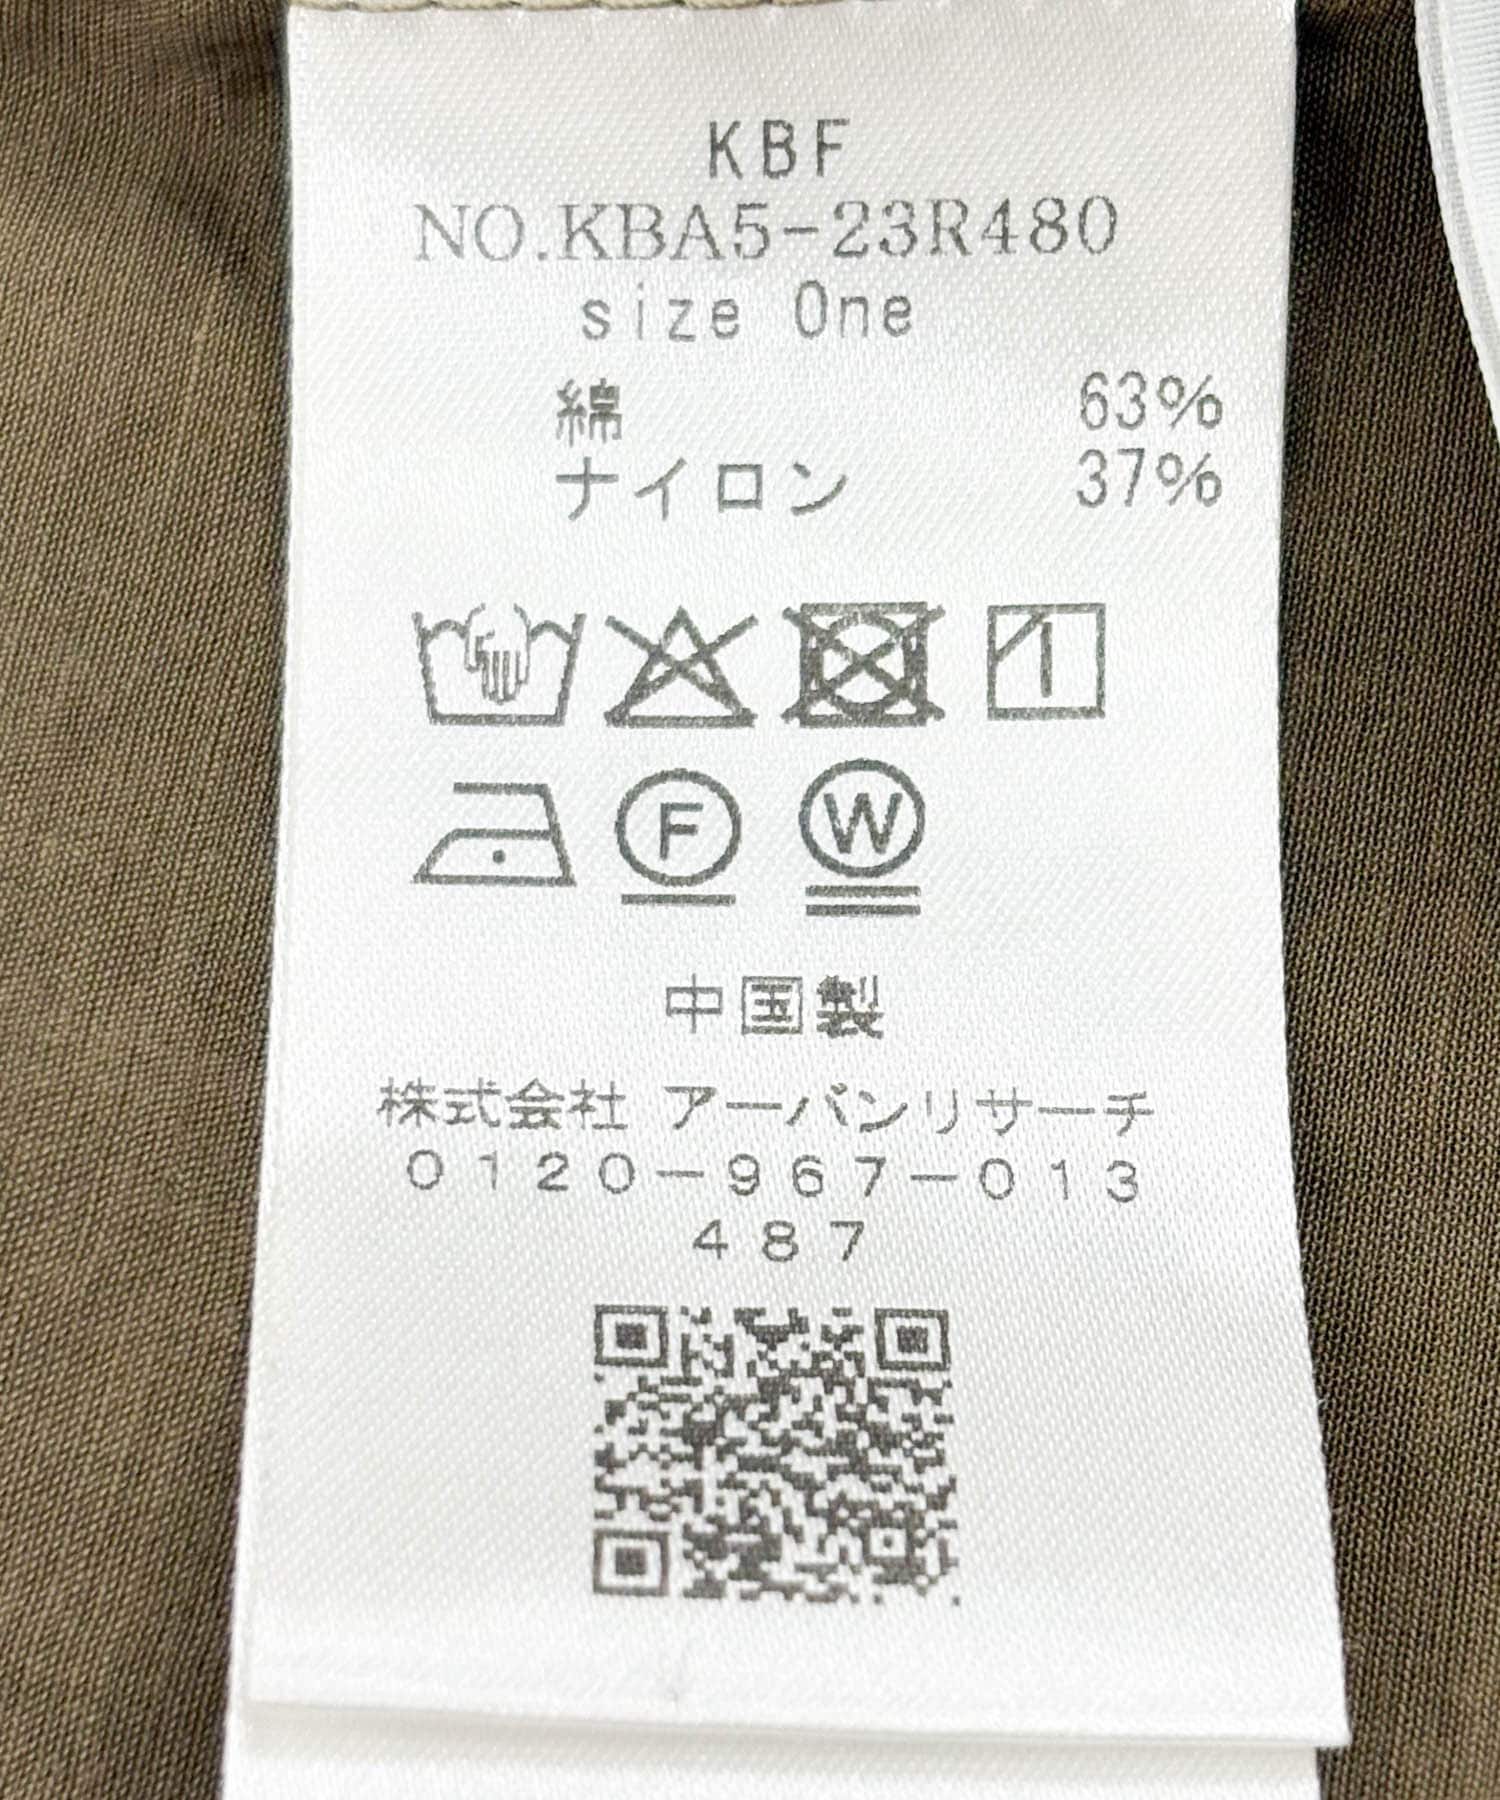 KBF
NO.KBA5-23R480
size One
綿 63%
ナイロン 37%
F W
中国製
株式会社 アーバンリサーチ
0120-967-013
487